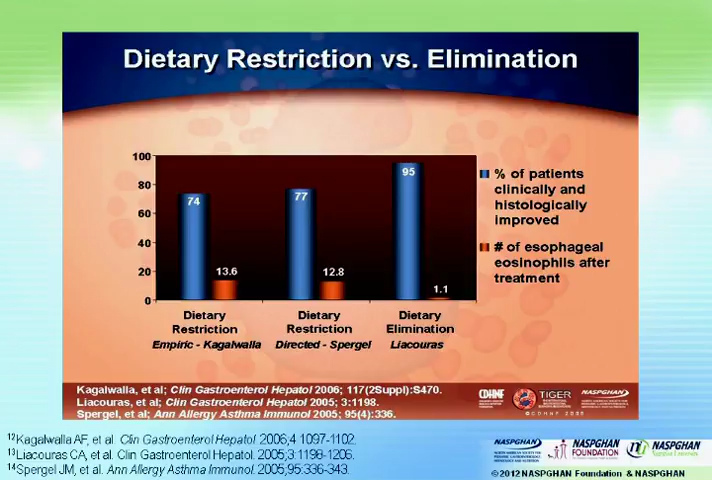 Dietary Restriction vs. Elimination
100
80
60
40
20
0
74
13.6
77
12.8
95
1.1
% of patients
clinically and
histologically
improved
# of esophageal
eosinophils after
treatment
Dietary
Restriction
Empiric - Kagalwalla
Dietary
Restriction
Directed - Spergel
Dietary
Elimination
Liacouras
Kagalwalla, et al; Clin Gastroenterol Hepatol 2006; 117(2Suppl):S470.
Liacouras, et al; Clin Gastroenterol Hepatol 2005; 3:1198.
Spergel, et al; Ann Allergy Asthma Immunol 2005; 95(4):336.
CDHNF
TIGER
NASPGHAN
12Kagalwalla AF, et al. Clin Gastroenterol Hepatol. 2006;4:1097-1102.
13Liacouras CA, et al. Clin Gastroenterol Hepatol. 2005;3:1198-1206.
14Spergel JM, et al. Ann Allergy Asthma Immunol. 2005;95:336-343.
NASPGHAN
NASPGHAN
FOUNDATION
NASPGHAN
©2012 NASPGHAN Foundation & NASPGHAN